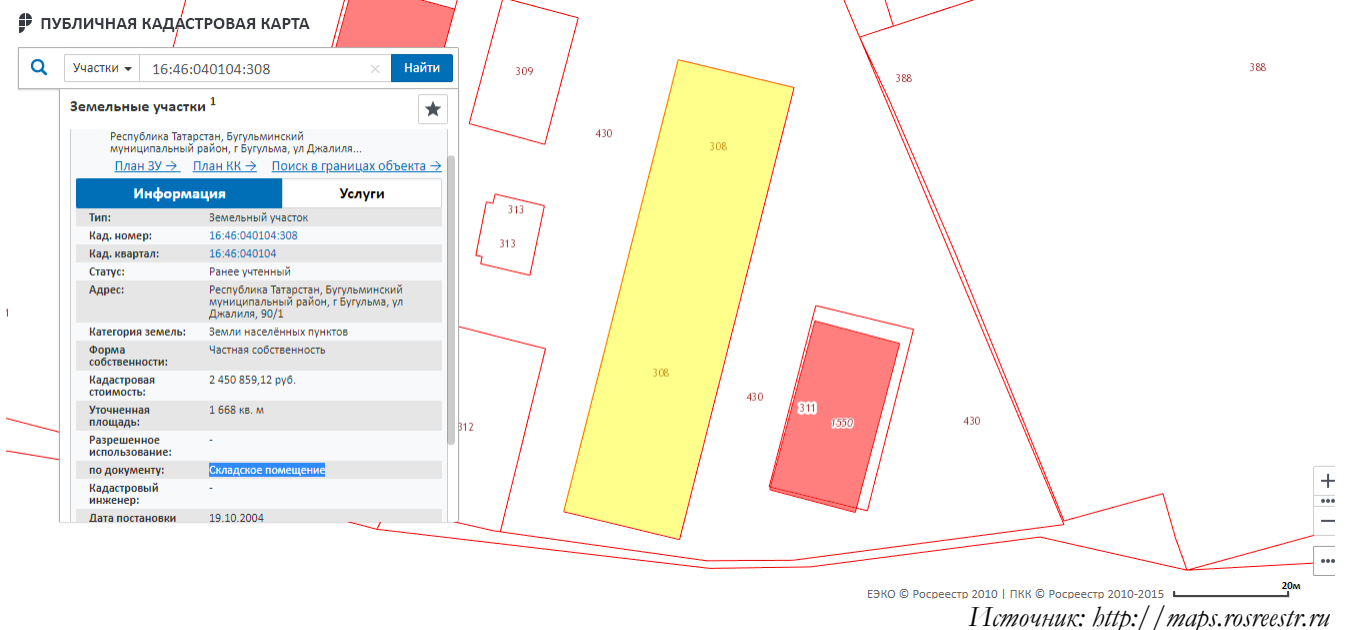 ПУБЛИЧНАЯ КАДАСТРОВАЯ КАРТА
Участки
16:46:040104:308
Найти
Земельные участки 1
Республика Татарстан, Бугульминский
муниципальный район, г Бугульма, ул Джалиля...
План ЗУ →
План КК →
Поиск в границах объекта →
Информация
Услуги
Тип: Земельный участок
Кад. номер: 16:46:040104:308
Кад. квартал: 16:46:040104
Статус: Ранее учтенный
Адрес: Республика Татарстан, Бугульминский
муниципальный район, г Бугульма, ул
Джалиля, 90/1
Категория земель: Земли населённых пунктов
Форма Частная собственность
собственности:
Кадастровая 2 450 859,12 руб.
стоимость:
Уточненная 1 668 кв. м
площадь:
Разрешенное -
использование:
по документу: Складское помещение
Кадастровый -
инженер:
Дата постановки 19.10.2004
309
430
388
388
308
313
313
308
430
311
1550
430
312
1
20м
ЕЭКО © Росреестр 2010 | ПКК © Росреестр 2010-2015
Источник: http://maps.rosreestr.ru